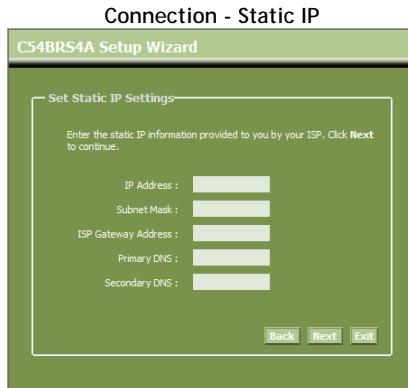 Connection - Static IP
C54BRS4A Setup Wizard
Set Static IP Settings
Enter the static IP information provided to you by your ISP. Click Next
to continue.
IP Address :
Subnet Mask :
ISP Gateway Address :
Primary DNS :
Secondary DNS :
Back Next Exit